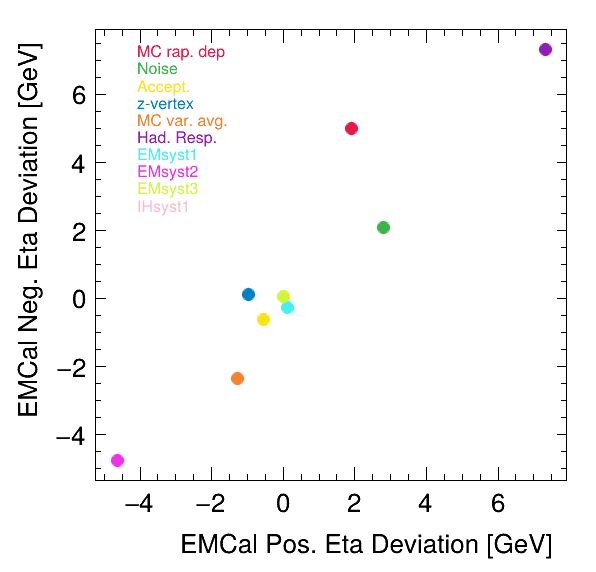 MC rap. dep
Noise
Accept.
z-vertex
MC var. avg.
Had. Resp.
EMsyst1
EMsyst2
EMsyst3
IHsyst1
EMCal Neg. Eta Deviation [GeV]
6
4
2
0
−2
−4
−4 −2 0 2 4 6
EMCal Pos. Eta Deviation [GeV]